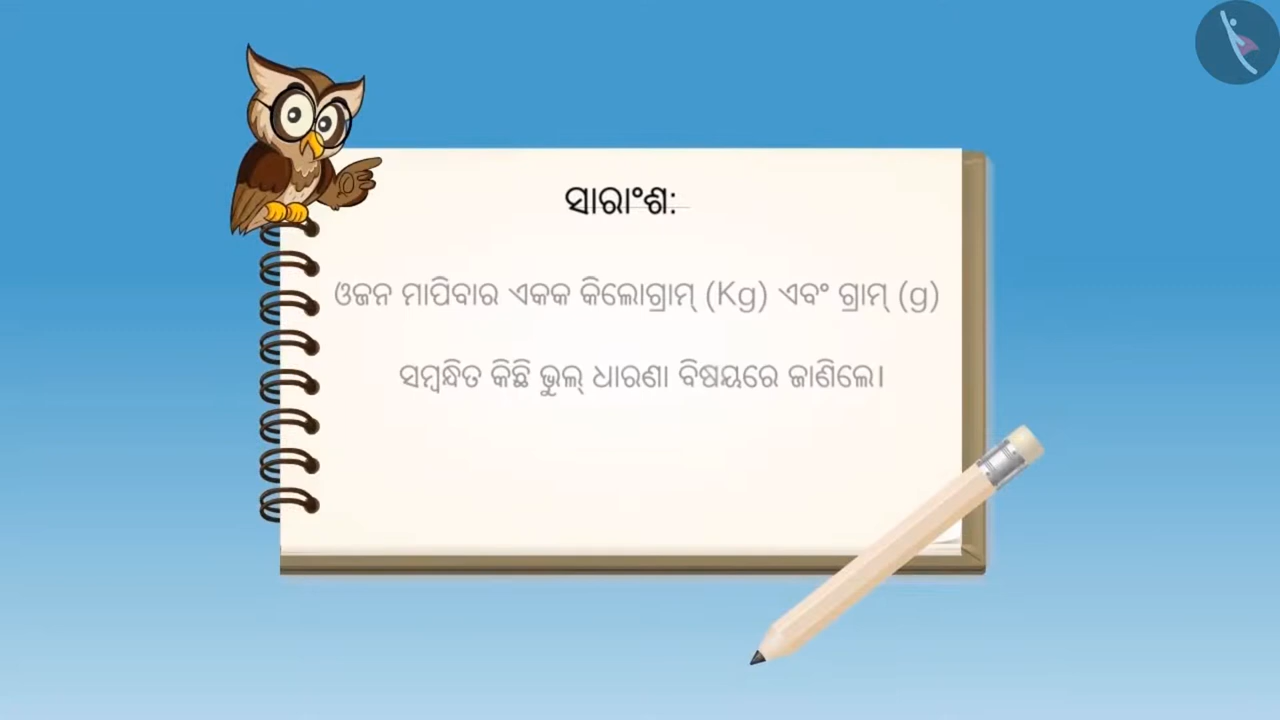 ସାରାଂଶ:
ଓଜନ ମାପିବାର ଏକକ କିଲୋଗ୍ରାମ୍ (Kg) ଏବଂ ଗ୍ରାମ୍ (g)
ସମ୍ବନ୍ଧିତ କିଛି ଭୁଲ୍ ଧାରଣା ବିଷୟରେ ଜାଣିଲେ।